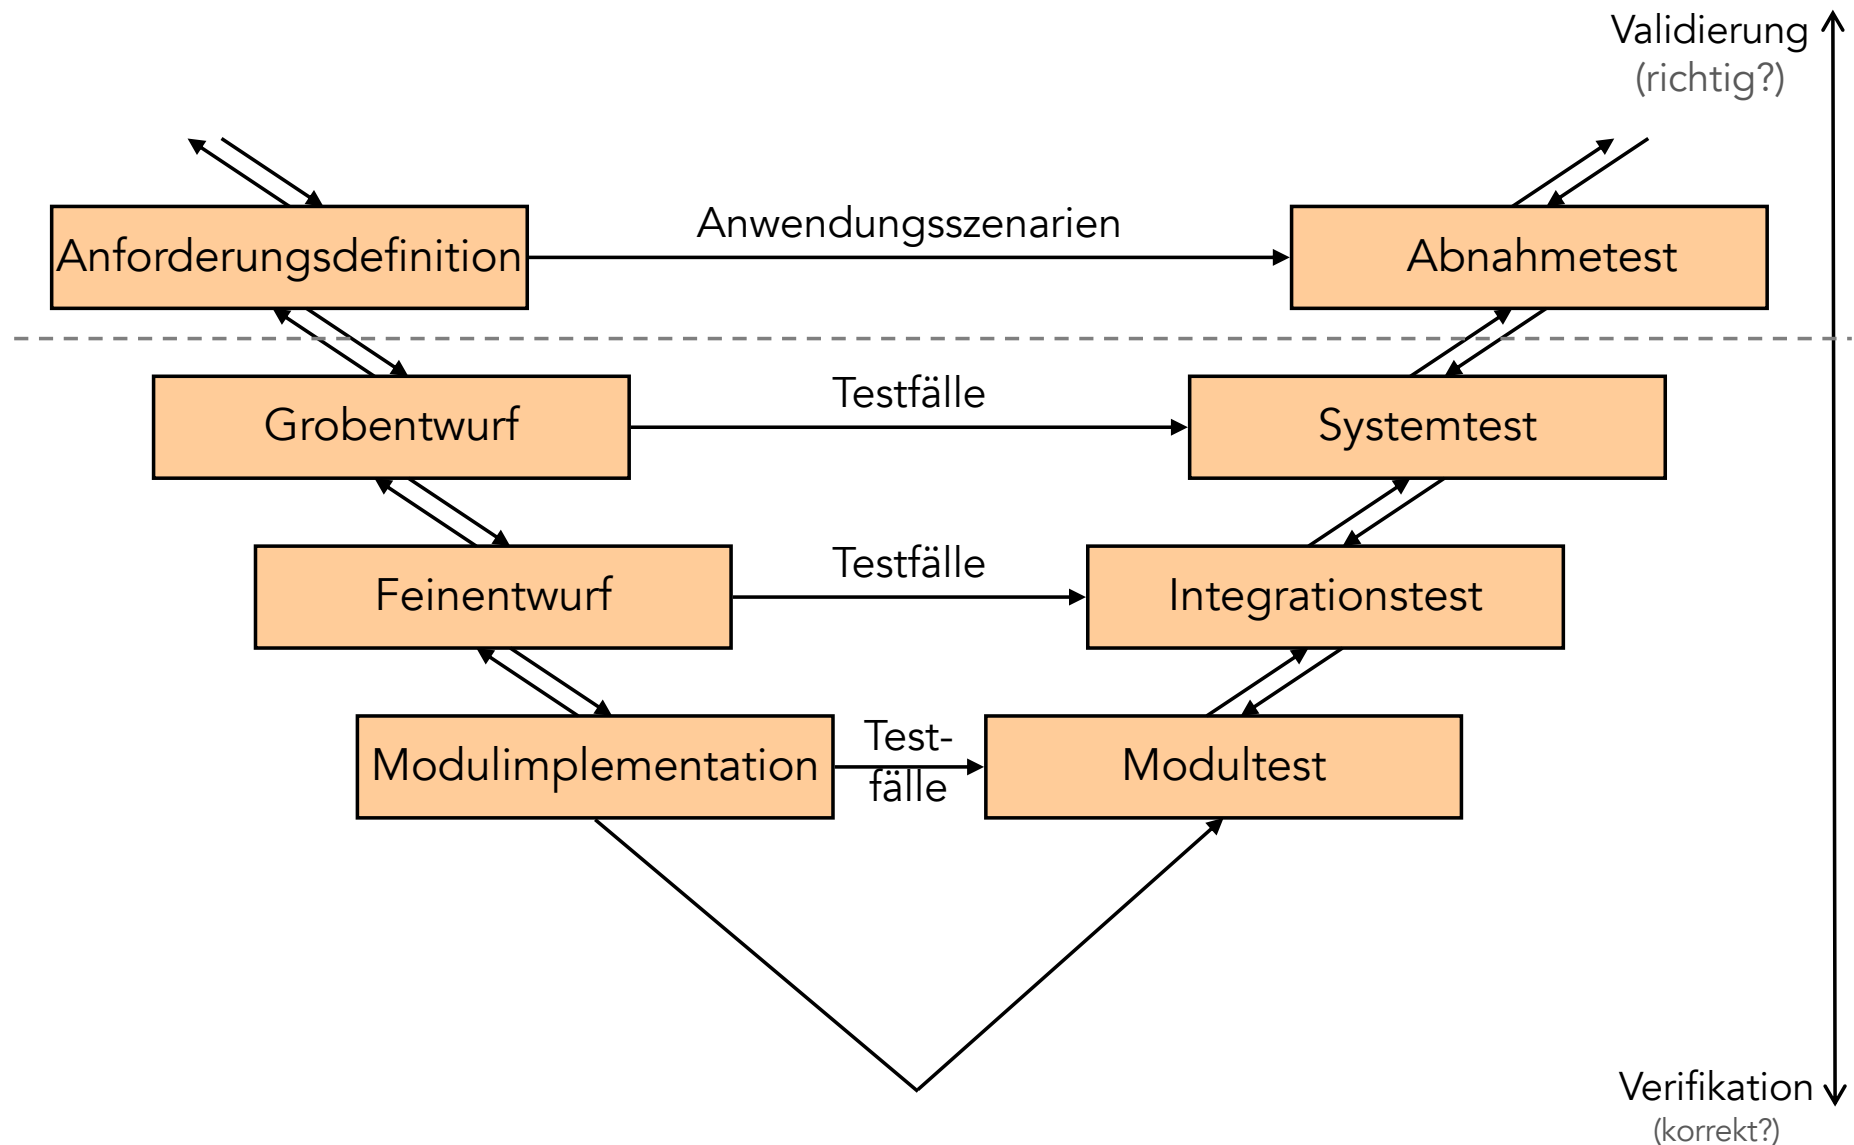 Validierung
(richtig?)
Anwendungsszenarien
Anforderungsdefinition
Abnahmetest
Testfälle
Grobentwurf
Systemtest
Testfälle
Feinentwurf
Integrationstest
Test-
fälle
Modulimplementation
Modultest
Verifikation
(korrekt?)